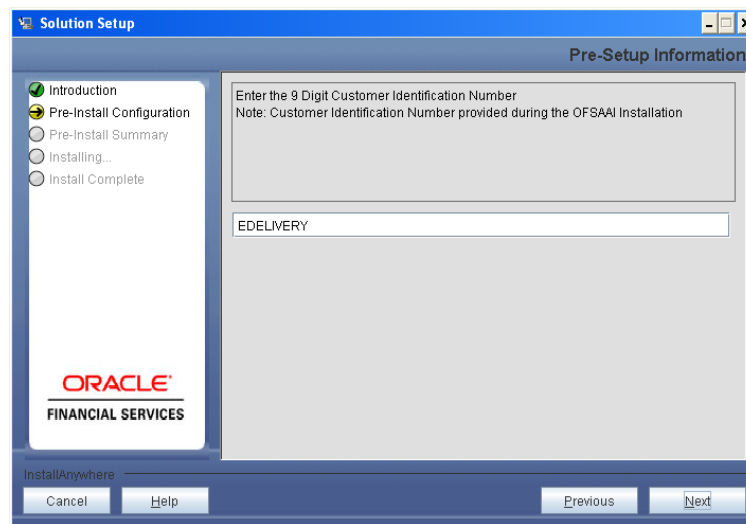 Solution Setup
Pre-Setup Information
Introduction
Pre-Install Configuration
Pre-Install Summary
Installing...
Install Complete
Enter the 9 Digit Customer Identification Number
Note: Customer Identification Number provided during the OFSAAI Installation
EDELIVERY
ORACLE
FINANCIAL SERVICES
InstallAnywhere
Cancel
Help
Previous
Next